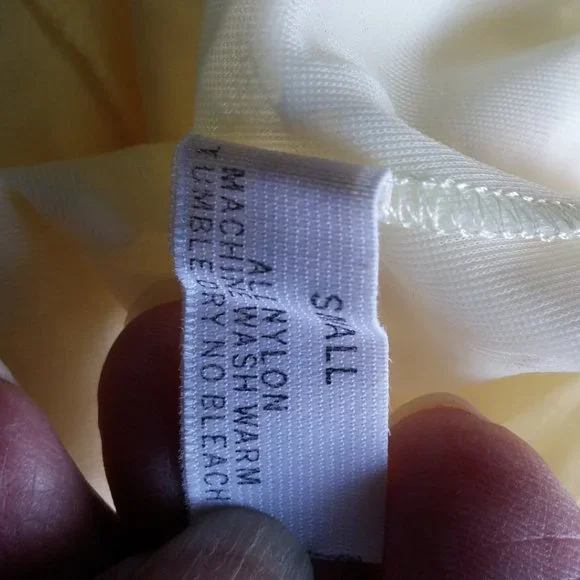 SMALL
ALL NYLON
MACHINE WASH WARM
TUMBLE DRY NO BLEACH